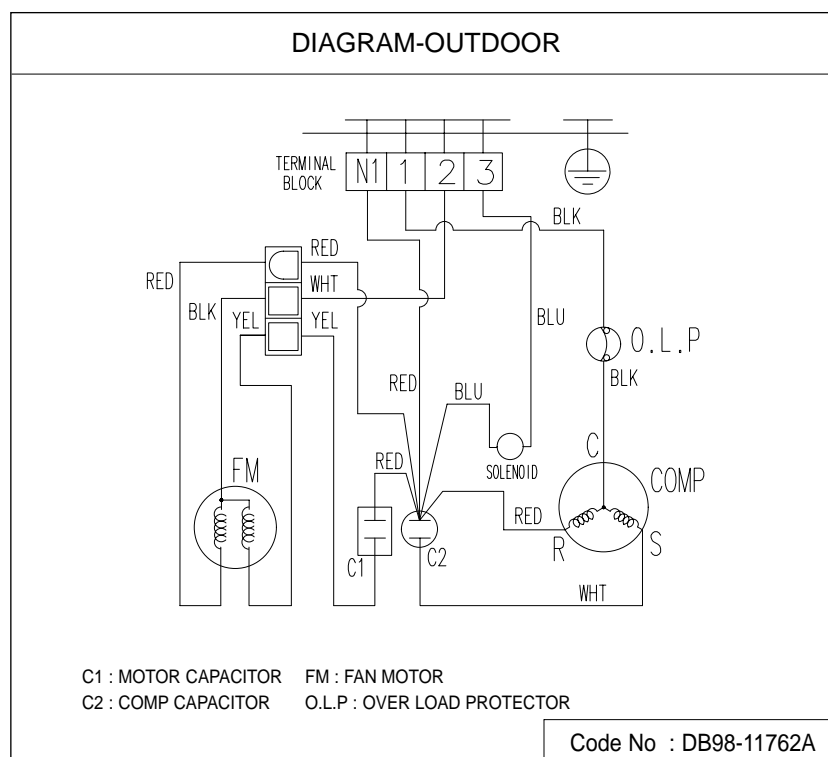 DIAGRAM-OUTDOOR
TERMINAL
BLOCK
N1 1 2 3
BLK
RED
RED
WHT
BLK
YEL YEL
BLU
O.L.P
BLK
RED
BLU
C
FM
RED
SOLENOID
COMP
RED
R S
C1
C2
WHT
C1 : MOTOR CAPACITOR FM : FAN MOTOR
C2 : COMP CAPACITOR O.L.P : OVER LOAD PROTECTOR
Code No : DB98-11762A